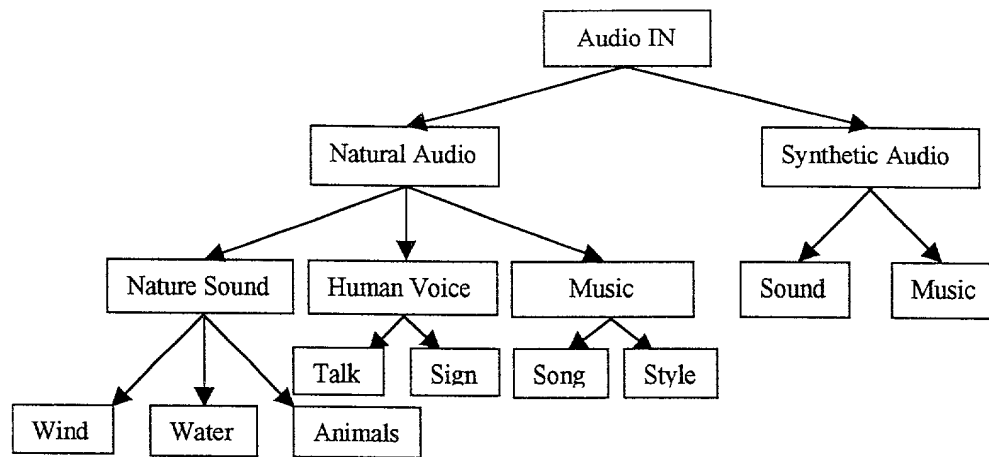 Audio IN
Natural Audio
Synthetic Audio
Nature Sound
Human Voice
Music
Sound
Music
Talk
Sign
Song
Style
Wind
Water
Animals